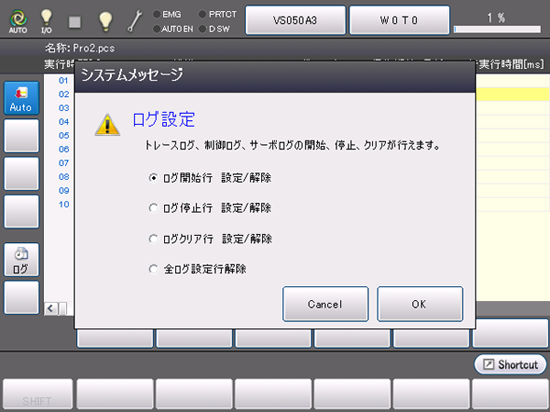 EMG PRTCT
AUTO I/O AUTO EN D SW
VS050A3 W0T0 1 %
名称: Pro2.pcs
実行時間
実行時間[ms]
システムメッセージ
ログ設定
トレースログ、制御ログ、サーボログの開始、停止、クリアが行えます。
ログ開始行 設定/解除
ログ停止行 設定/解除
ログクリア行 設定/解除
全ログ設定行解除
Cancel OK
Auto
ログ
01
02
03
04
05
06
07
08
09
10
Shortcut
SHIFT